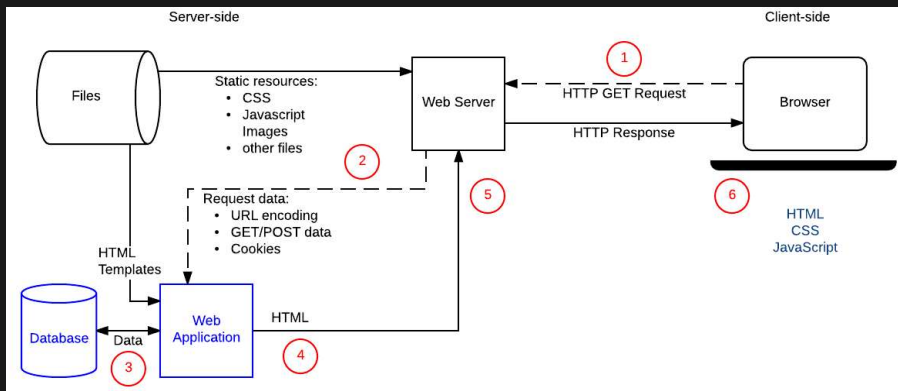 Server-side
Client-side
Files
Static resources:
• CSS
• Javascript
Images
• other files
Web Server
1
HTTP GET Request
HTTP Response
Browser
2
5
6
Request data:
• URL encoding
• GET/POST data
• Cookies
HTML
CSS
JavaScript
HTML
Templates
Database
Data
3
Web
Application
HTML
4